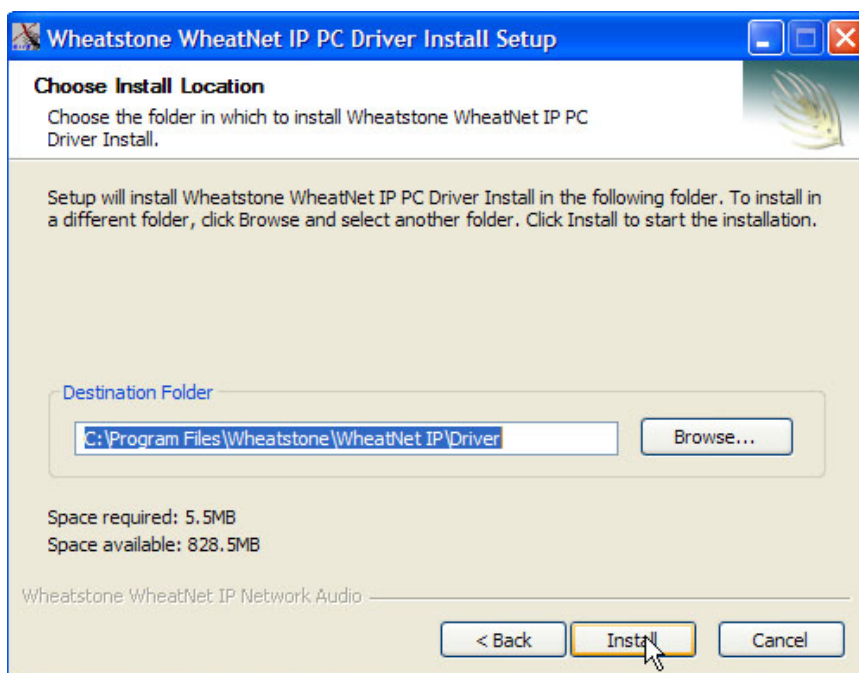 Wheatstone WheatNet IP PC Driver Install Setup
Choose Install Location
Choose the folder in which to install Wheatstone WheatNet IP PC
Driver Install.
Setup will install Wheatstone WheatNet IP PC Driver Install in the following folder. To install in
a different folder, click Browse and select another folder. Click Install to start the installation.
Destination Folder
C:\Program Files\Wheatstone\WheatNet IP\Driver
Browse...
Space required: 5.5MB
Space available: 828.5MB
Wheatstone WheatNet IP Network Audio
< Back Install Cancel